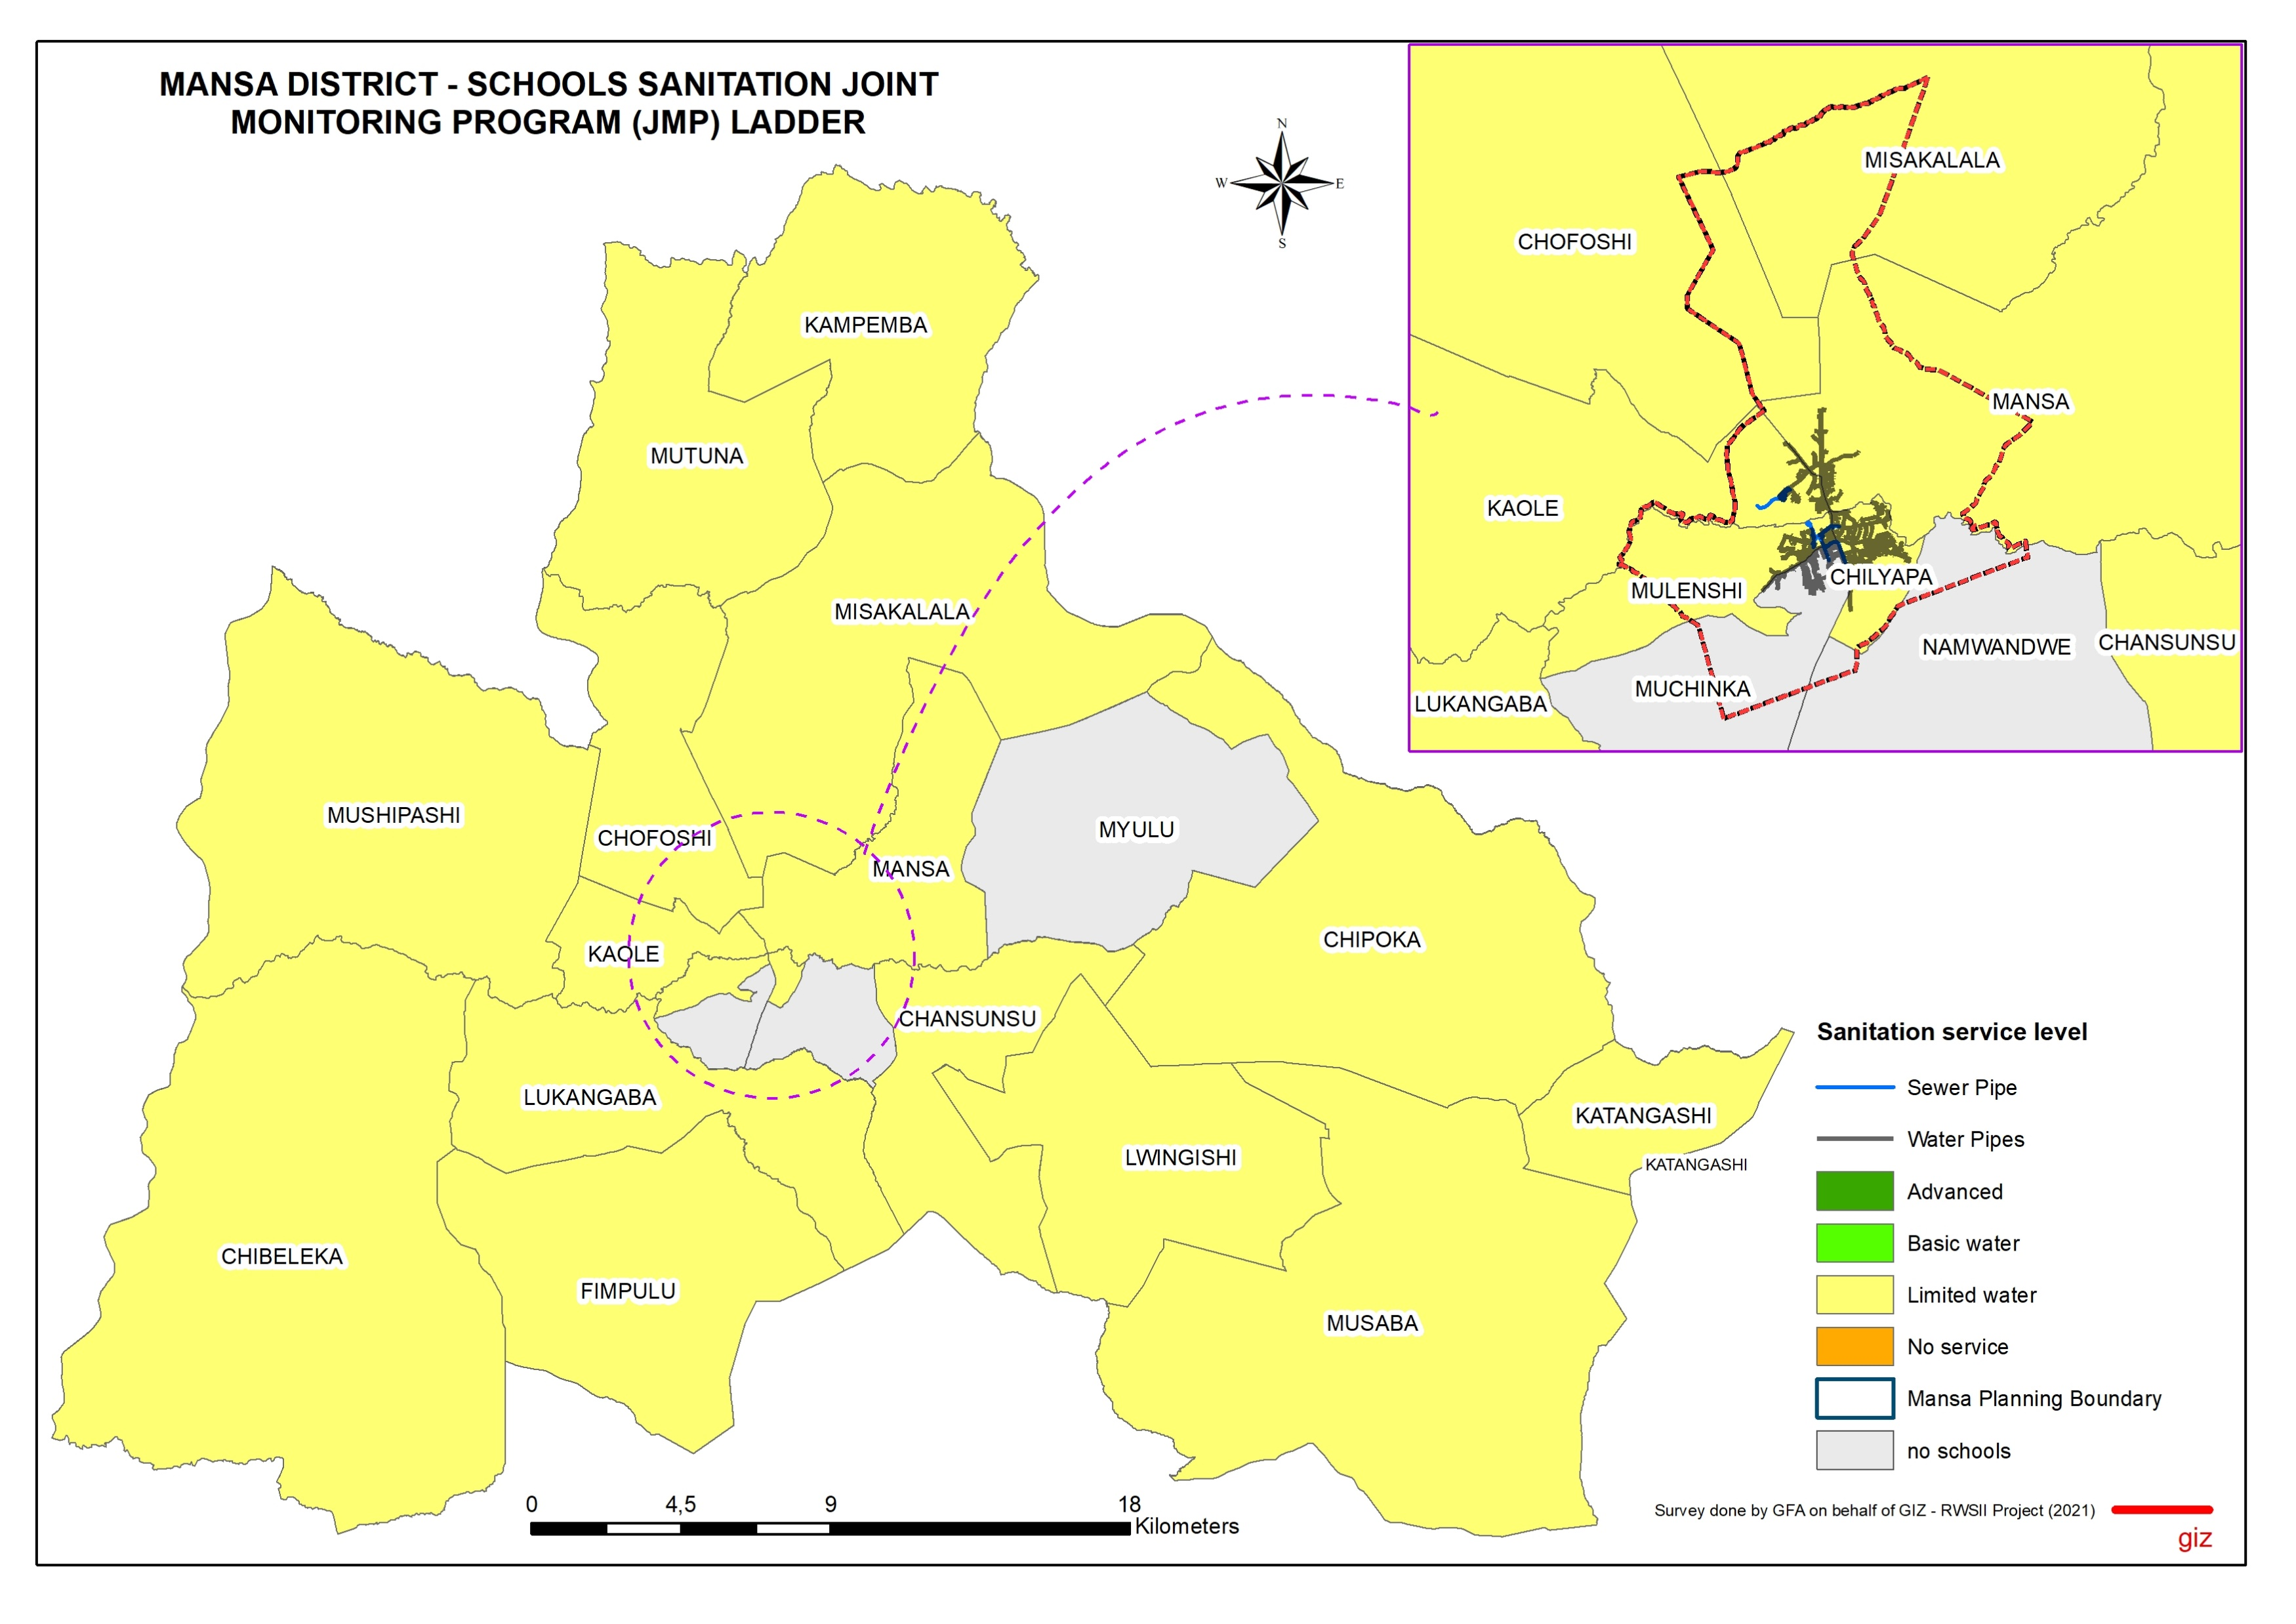 MANSA DISTRICT - SCHOOLS SANITATION JOINT
MONITORING PROGRAM (JMP) LADDER
N
W
E
S
KAMPEMBA
MUTUNA
MISAKALALA
MUSHIPASHI
CHOFOSHI
MYULU
MANSA
KAOLE
CHIPOKA
CHANSUNSU
LUKANGABA
KATANGASHI
LWINGISHI
KATANGASHI
CHIBELEKA
FIMPULU
MUSABA
0
4,5
9
18
Kilometers
MISAKALALA
CHOFOSHI
MANSA
KAOLE
CHILYAPA
MULENSHI
NAMWANDWE
CHANSUNSU
MUCHINKA
LUKANGABA
Sanitation service level
Sewer Pipe
Water Pipes
Advanced
Basic water
Limited water
No service
Mansa Planning Boundary
no schools
Survey done by GFA on behalf of GIZ - RWSII Project (2021)
giz